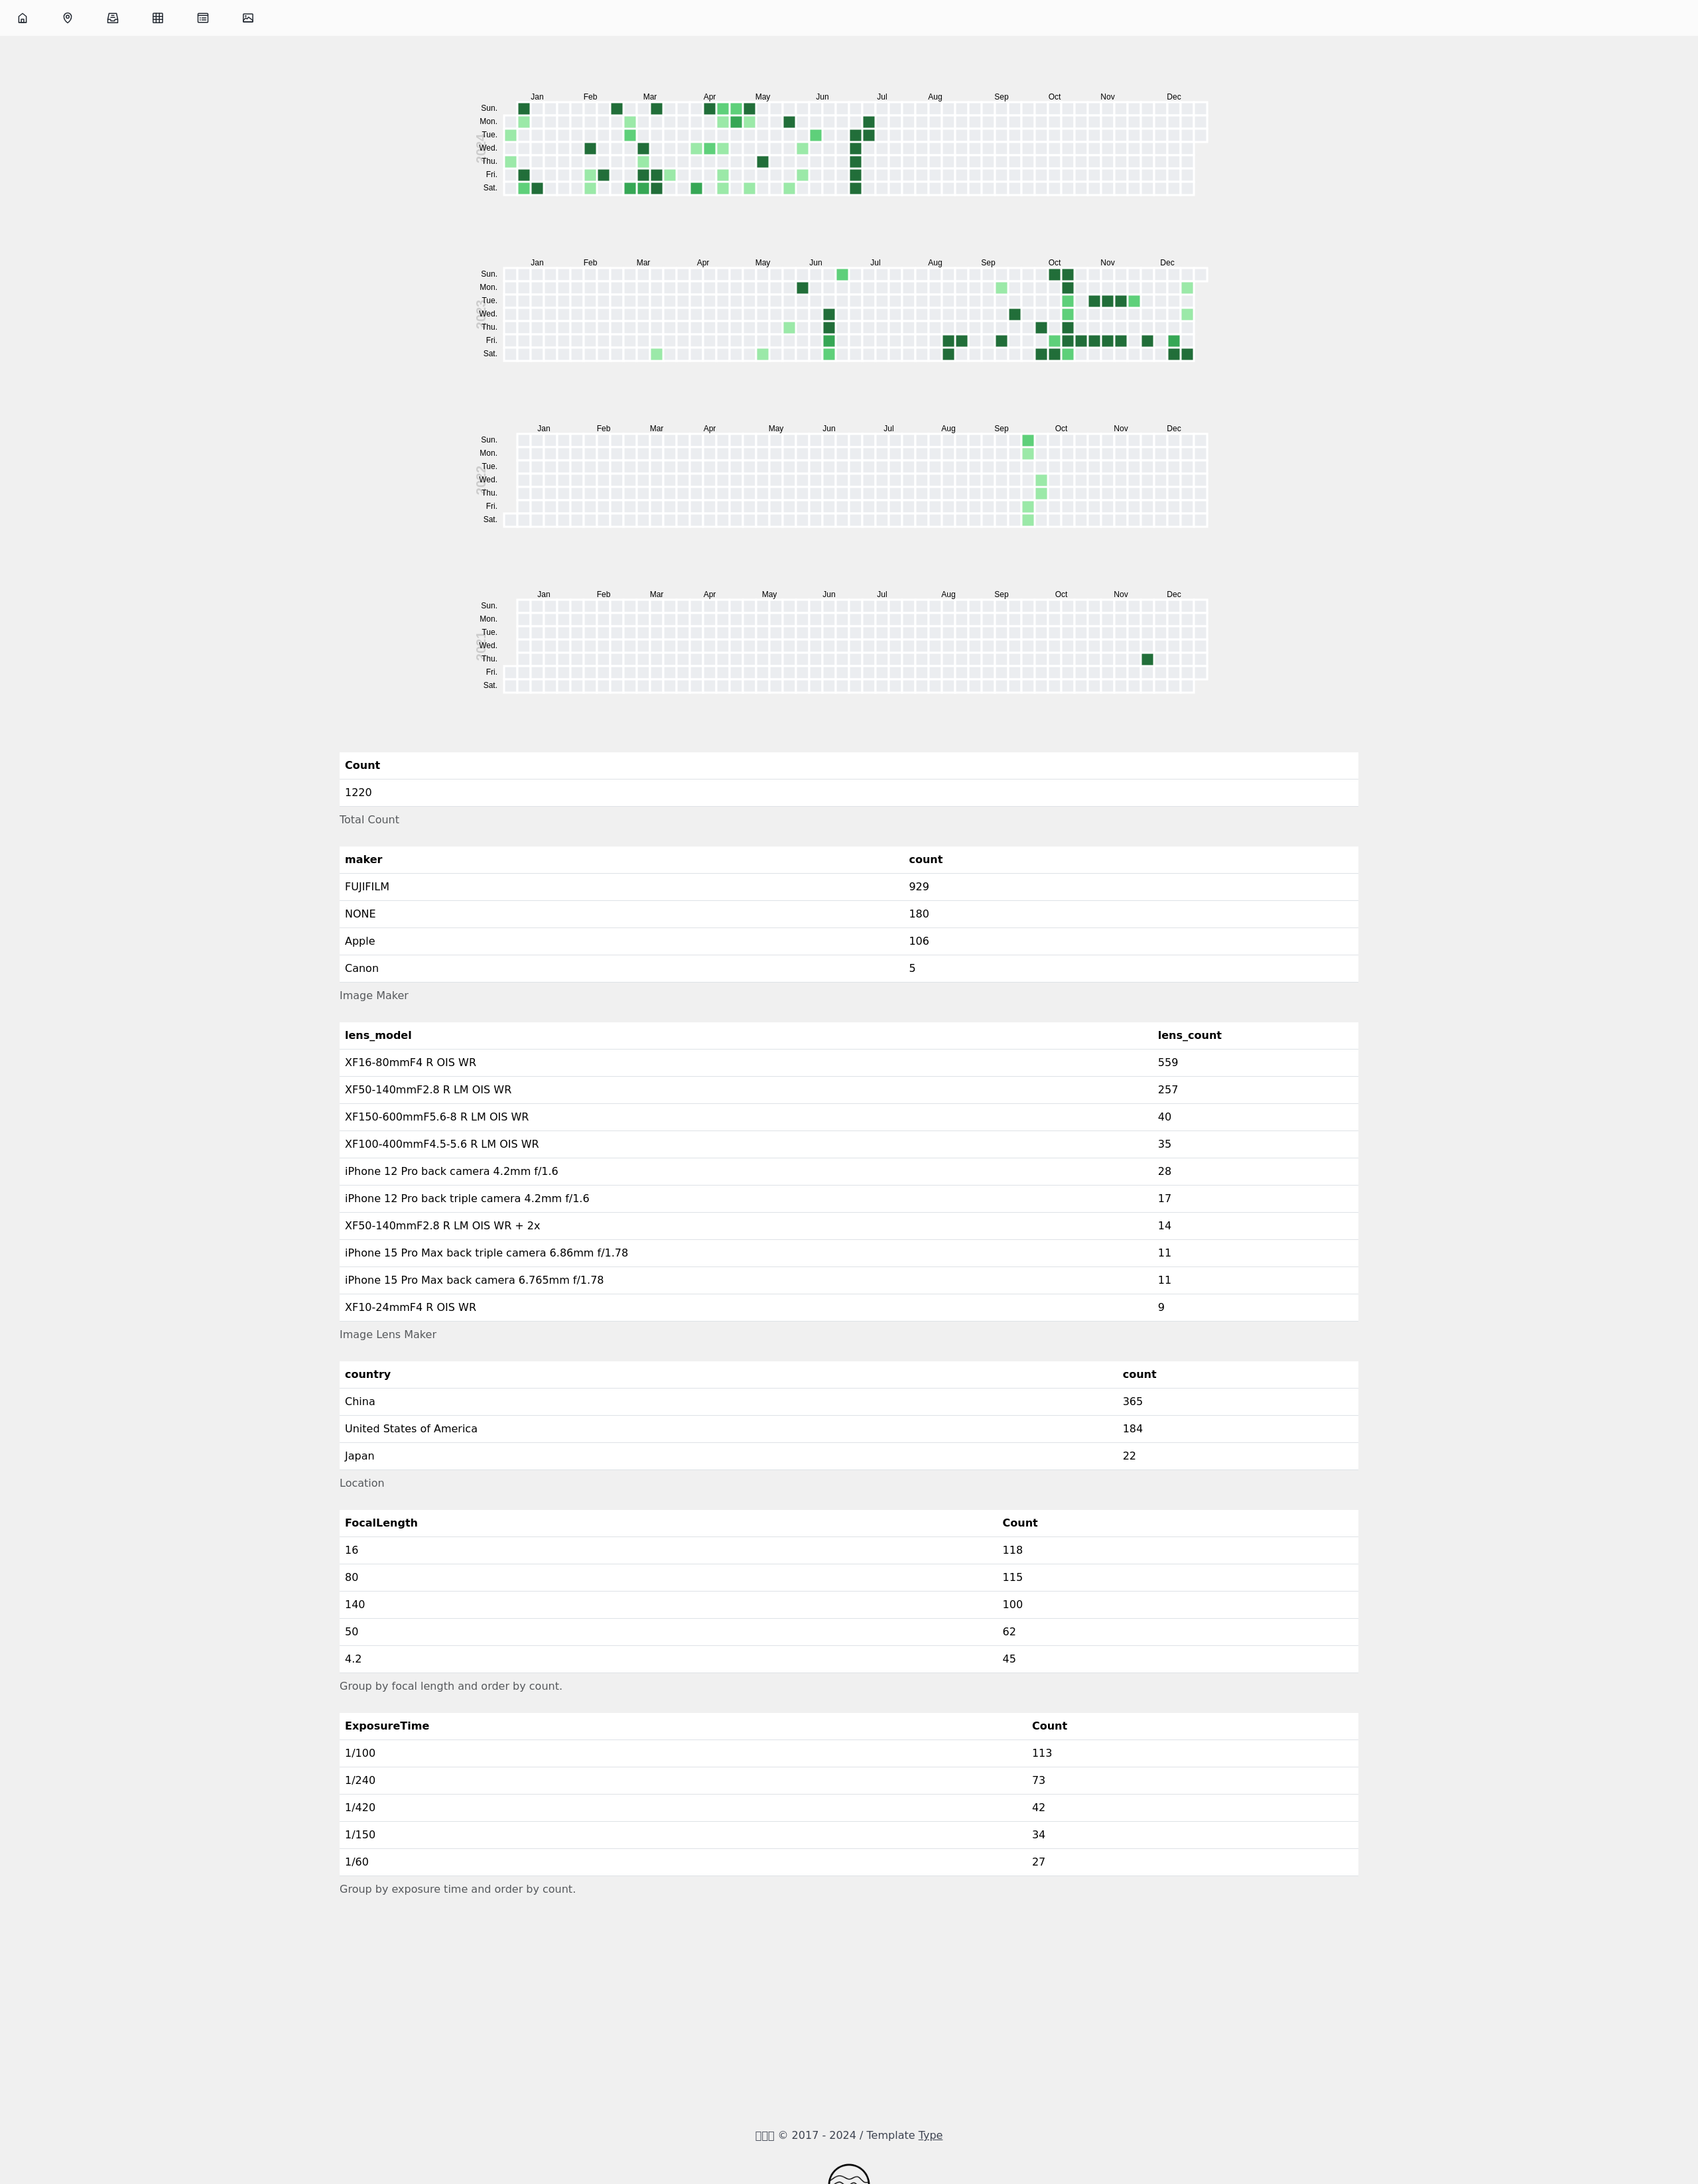 Jan Feb Mar Apr May Jun Jul Aug Sep Oct Nov Dec
Sun.
Mon.
Tue.
Wed.
Thu.
Fri.
Sat.
2024
Jan Feb Mar Apr May Jun Jul Aug Sep Oct Nov Dec
Sun.
Mon.
Tue.
Wed.
Thu.
Fri.
Sat.
2023
Jan Feb Mar Apr May Jun Jul Aug Sep Oct Nov Dec
Sun.
Mon.
Tue.
Wed.
Thu.
Fri.
Sat.
2022
Jan Feb Mar Apr May Jun Jul Aug Sep Oct Nov Dec
Sun.
Mon.
Tue.
Wed.
Thu.
Fri.
Sat.
2021
Count
1220
Total Count
maker count
FUJIFILM 929
NONE 180
Apple 106
Canon 5
Image Maker
lens_model lens_count
XF16-80mmF4 R OIS WR 559
XF50-140mmF2.8 R LM OIS WR 257
XF150-600mmF5.6-8 R LM OIS WR 40
XF100-400mmF4.5-5.6 R LM OIS WR 35
iPhone 12 Pro back camera 4.2mm f/1.6 28
iPhone 12 Pro back triple camera 4.2mm f/1.6 17
XF50-140mmF2.8 R LM OIS WR + 2x 14
iPhone 15 Pro Max back triple camera 6.86mm f/1.78 11
iPhone 15 Pro Max back camera 6.765mm f/1.78 11
XF10-24mmF4 R OIS WR 9
Image Lens Maker
country count
China 365
United States of America 184
Japan 22
Location
FocalLength Count
16 118
80 115
140 100
50 62
4.2 45
Group by focal length and order by count.
ExposureTime Count
1/100 113
1/240 73
1/420 42
1/150 34
1/60 27
Group by exposure time and order by count.
© 2017 - 2024 / Template Type